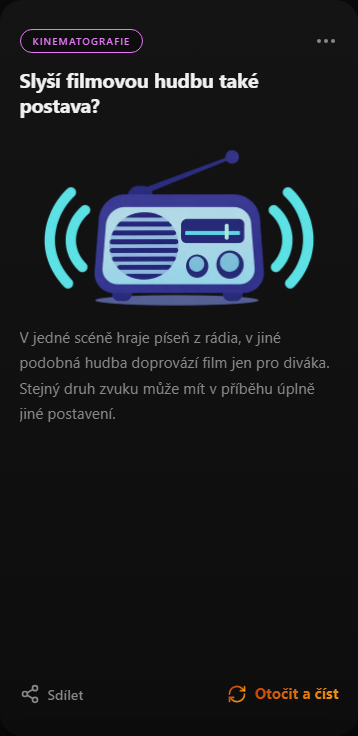 KINEMATOGRAFIE
Slyší filmovou hudbu také
postava?
V jedné scéně hraje píseň z rádia, v jiné
podobná hudba doprovází film jen pro diváka.
Stejný druh zvuku může mít v příběhu úplně
jiné postavení.
Sdílet
Otočit a číst